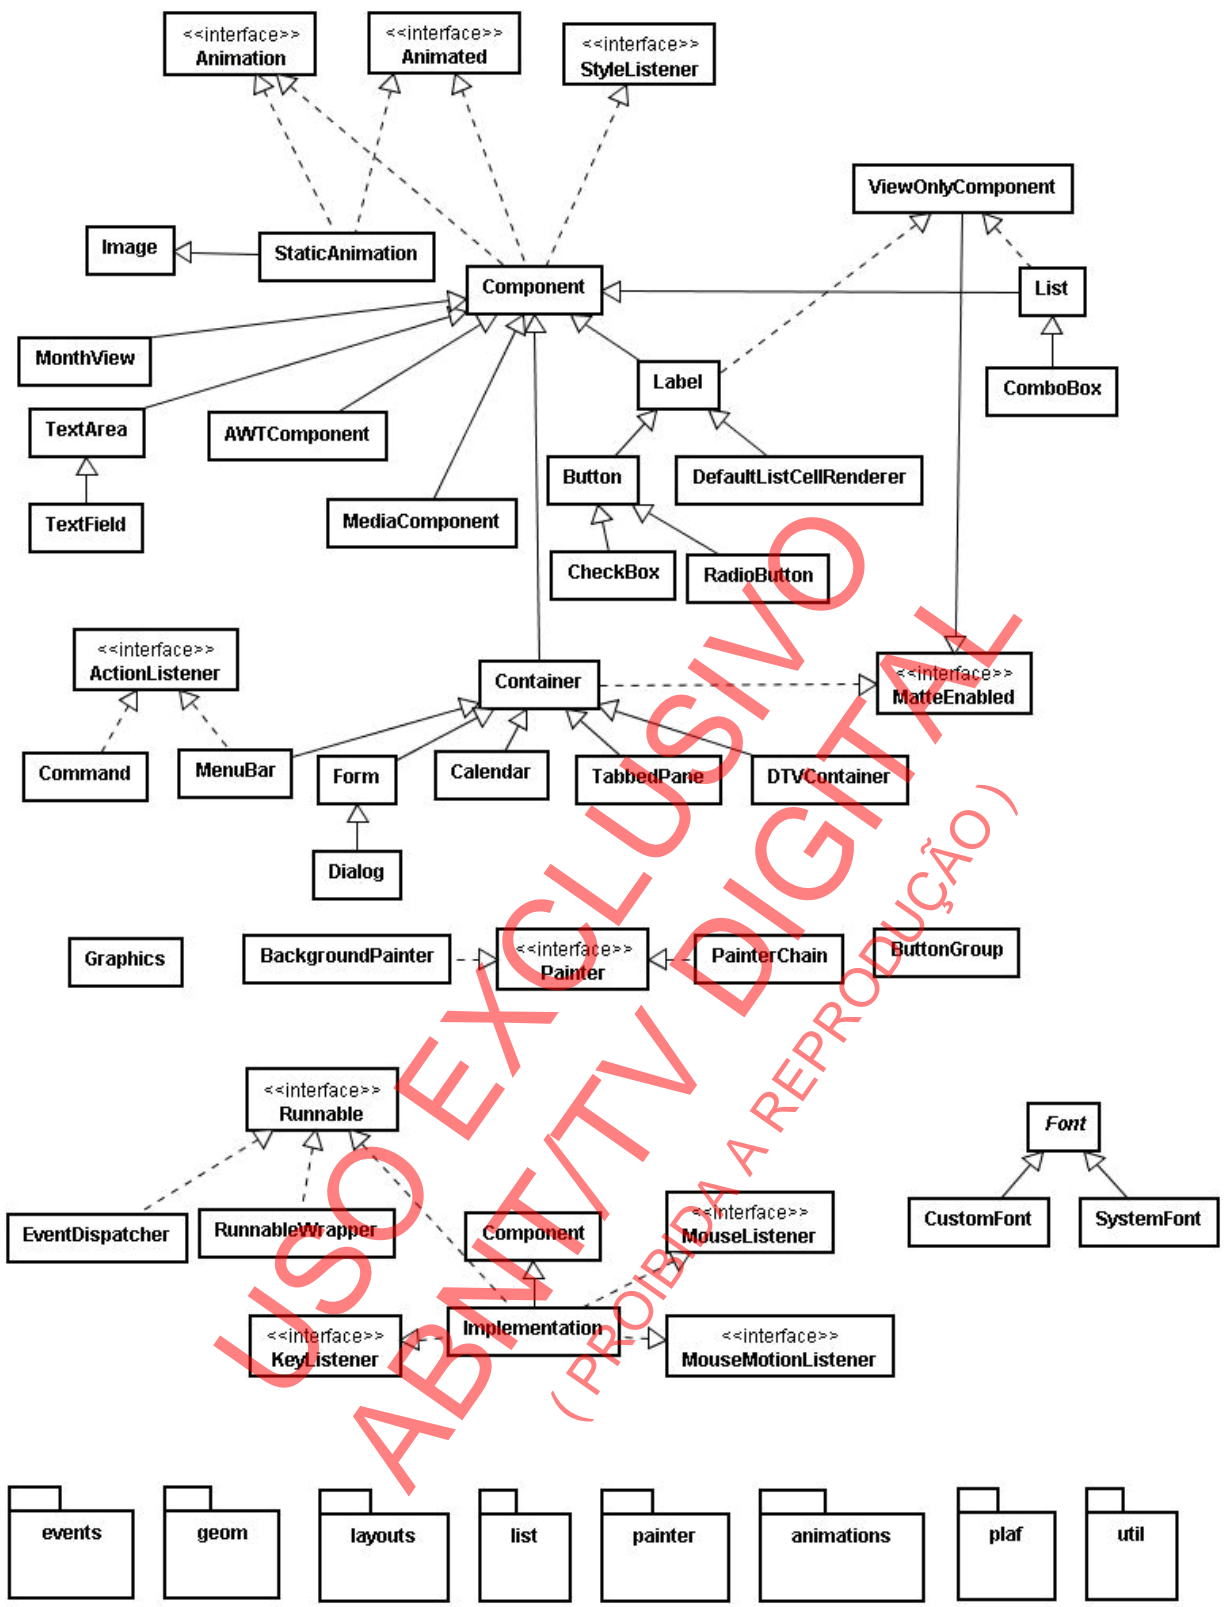 <<interface>>
Animation
<<interface>>
Animated
<<interface>>
StyleListener
ViewOnlyComponent
Image
StaticAnimation
Component
List
MonthView
Label
ComboBox
TextArea
AWTComponent
Button
DefaultListCellRenderer
TextField
MediaComponent
CheckBox
RadioButton
<<interface>>
ActionListener
Container
<<interface>>
MatteEnabled
Command
MenuBar
Form
Calendar
TabbedPane
DTVContainer
Dialog
Graphics
BackgroundPainter
<<interface>>
Painter
PainterChain
ButtonGroup
<<interface>>
Runnable
Font
EventDispatcher
RunnableWrapper
Component
<<interface>>
MouseListener
CustomFont
SystemFont
<<interface>>
KeyListener
Implementation
<<interface>>
MouseMotionListener
events
geom
layouts
list
painter
animations
plaf
util
USO EXCLUSIVO
ABNT/TV DIGITAL
( PROIBIDA A REPRODUÇÃO )